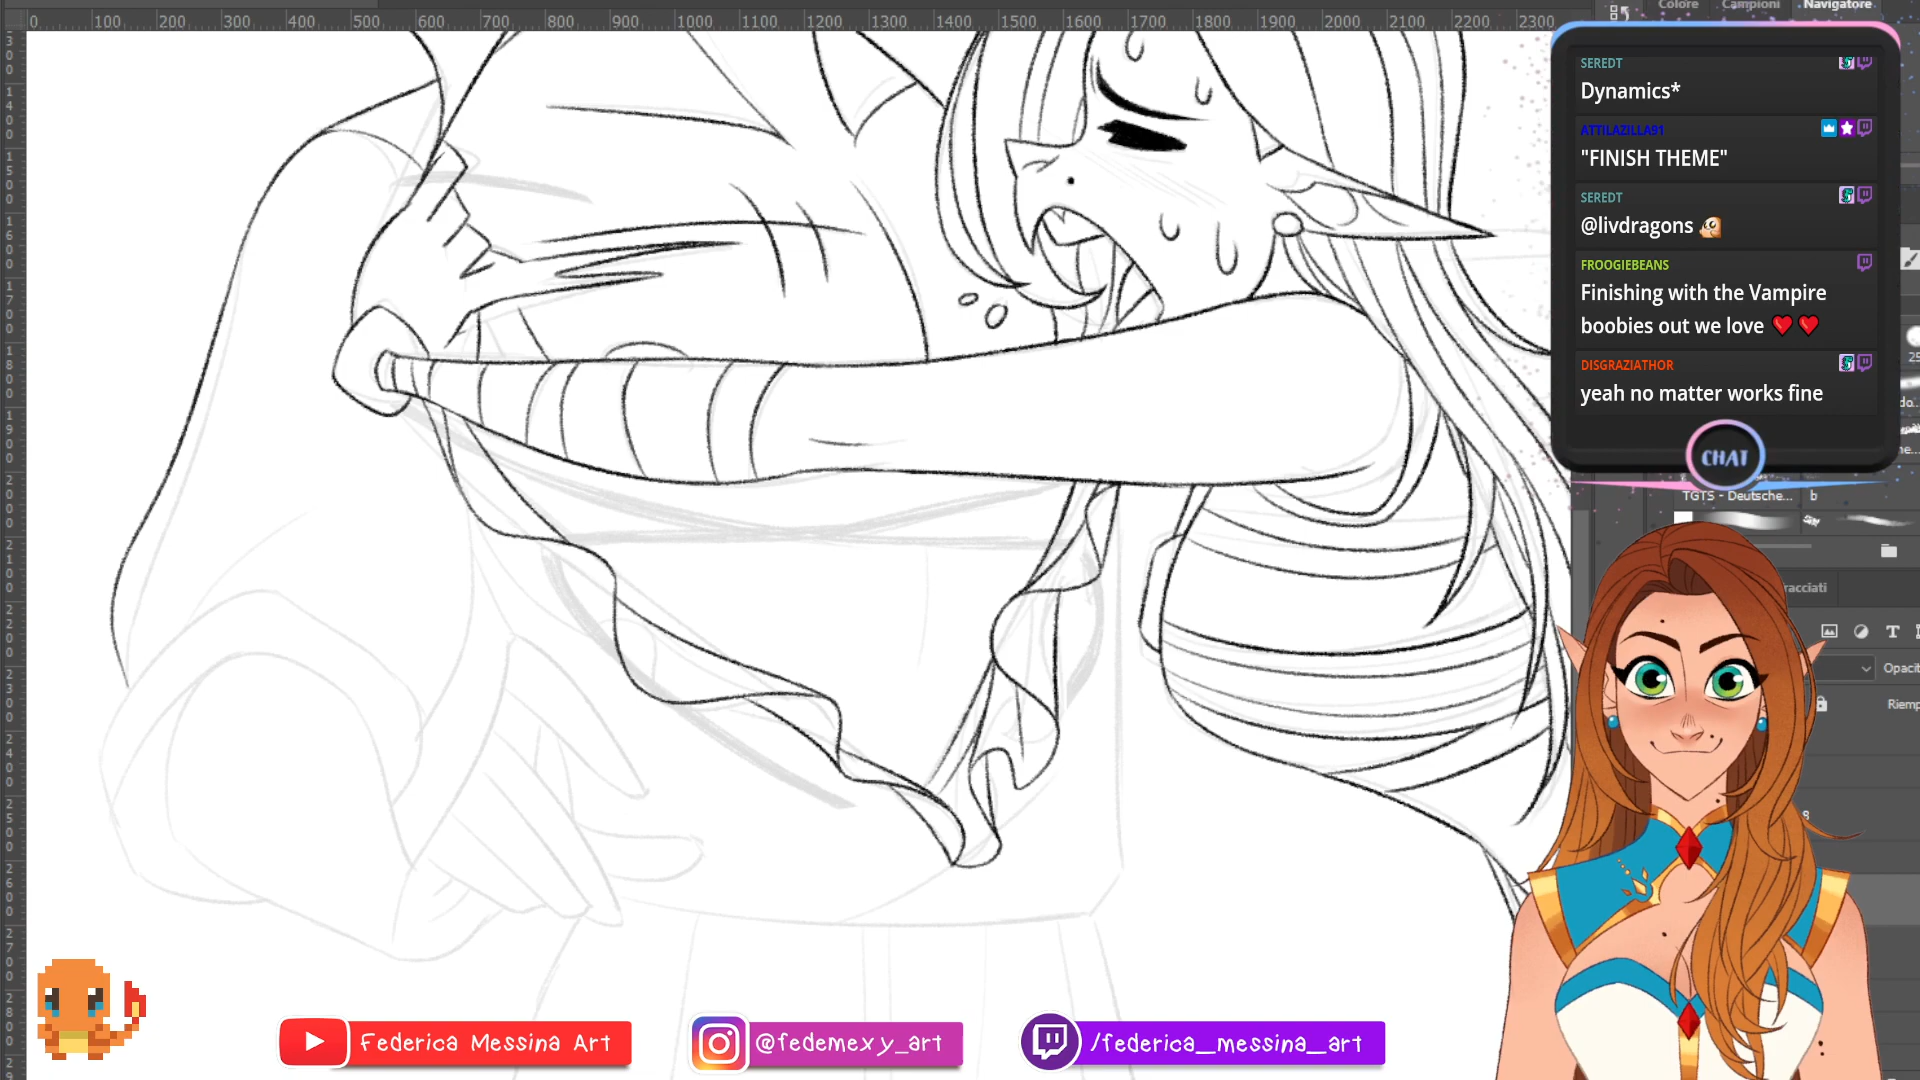 Colore Campioni Navigatore
0 100 200 300 400 500 600 700 800 900 1000 1100 1200 1300 1400 1500 1600 1700 1800 1900 2000 2100 2200 2300
SEREDT
Dynamics*
ATTILAZILLA91
"FINISH THEME"
SEREDT
@livdragons
FROOGIEBEANS
Finishing with the Vampire
boobies out we love ❤️❤️
DISGRAZIATHOR
yeah no matter works fine
CHAT
TGTS - Deutsche... b
racciati
Opacit
Riemp
Federica Messina Art
@fedemexy_art
/federica_messina_art